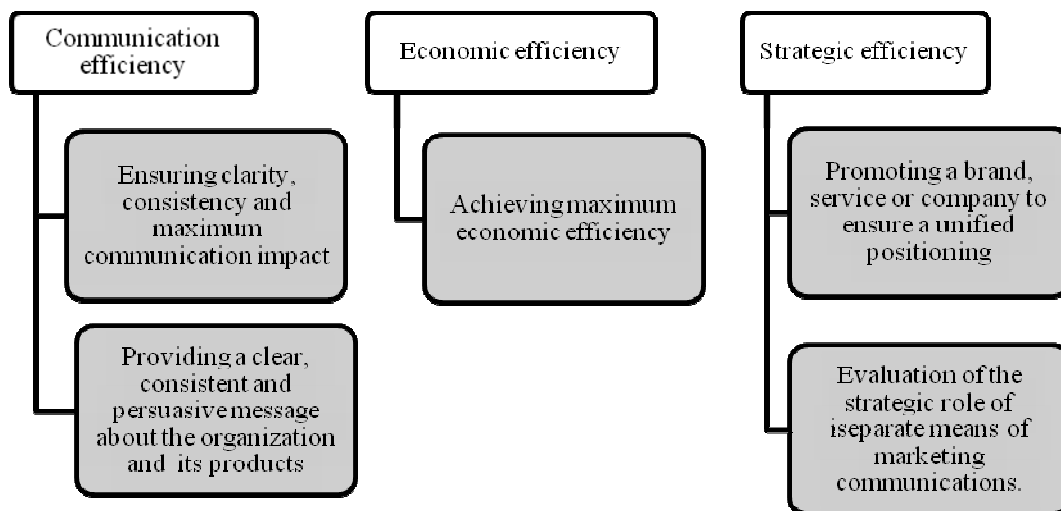 Communication
efficiency
Ensuring clarity,
consistency and
maximum
communication impact
Providing a clear,
consistent and
persuasive message
about the organization
and its products
Economic efficiency
Achieving maximum
economic efficiency
Strategic efficiency
Promoting a brand,
service or company to
ensure a unified
positioning
Evaluation of the
strategic role of
iseparate means of
marketing
communications.